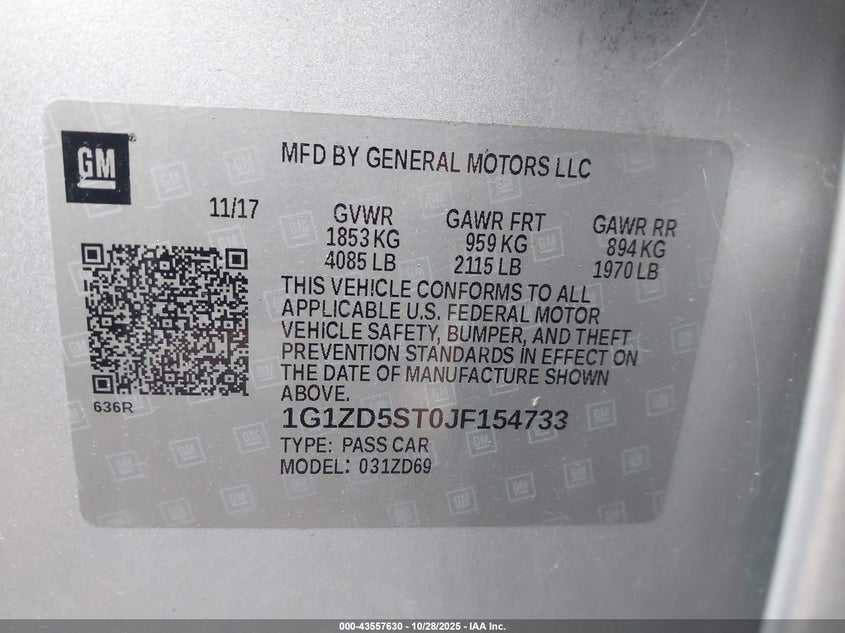 GM
MFD BY GENERAL MOTORS LLC
11/17
GVWR GAWR FRT GAWR RR
1853 KG 959 KG 894 KG
4085 LB 2115 LB 1970 LB
THIS VEHICLE CONFORMS TO ALL
APPLICABLE U.S. FEDERAL MOTOR
VEHICLE SAFETY, BUMPER, AND THEFT
PREVENTION STANDARDS IN EFFECT ON
THE DATE OF MANUFACTURE SHOWN
ABOVE.
636R
1G1ZD5ST0JF154733
TYPE: PASS CAR
MODEL: 031ZD69
000-43557630 - 10/28/2025 - IAA Inc.